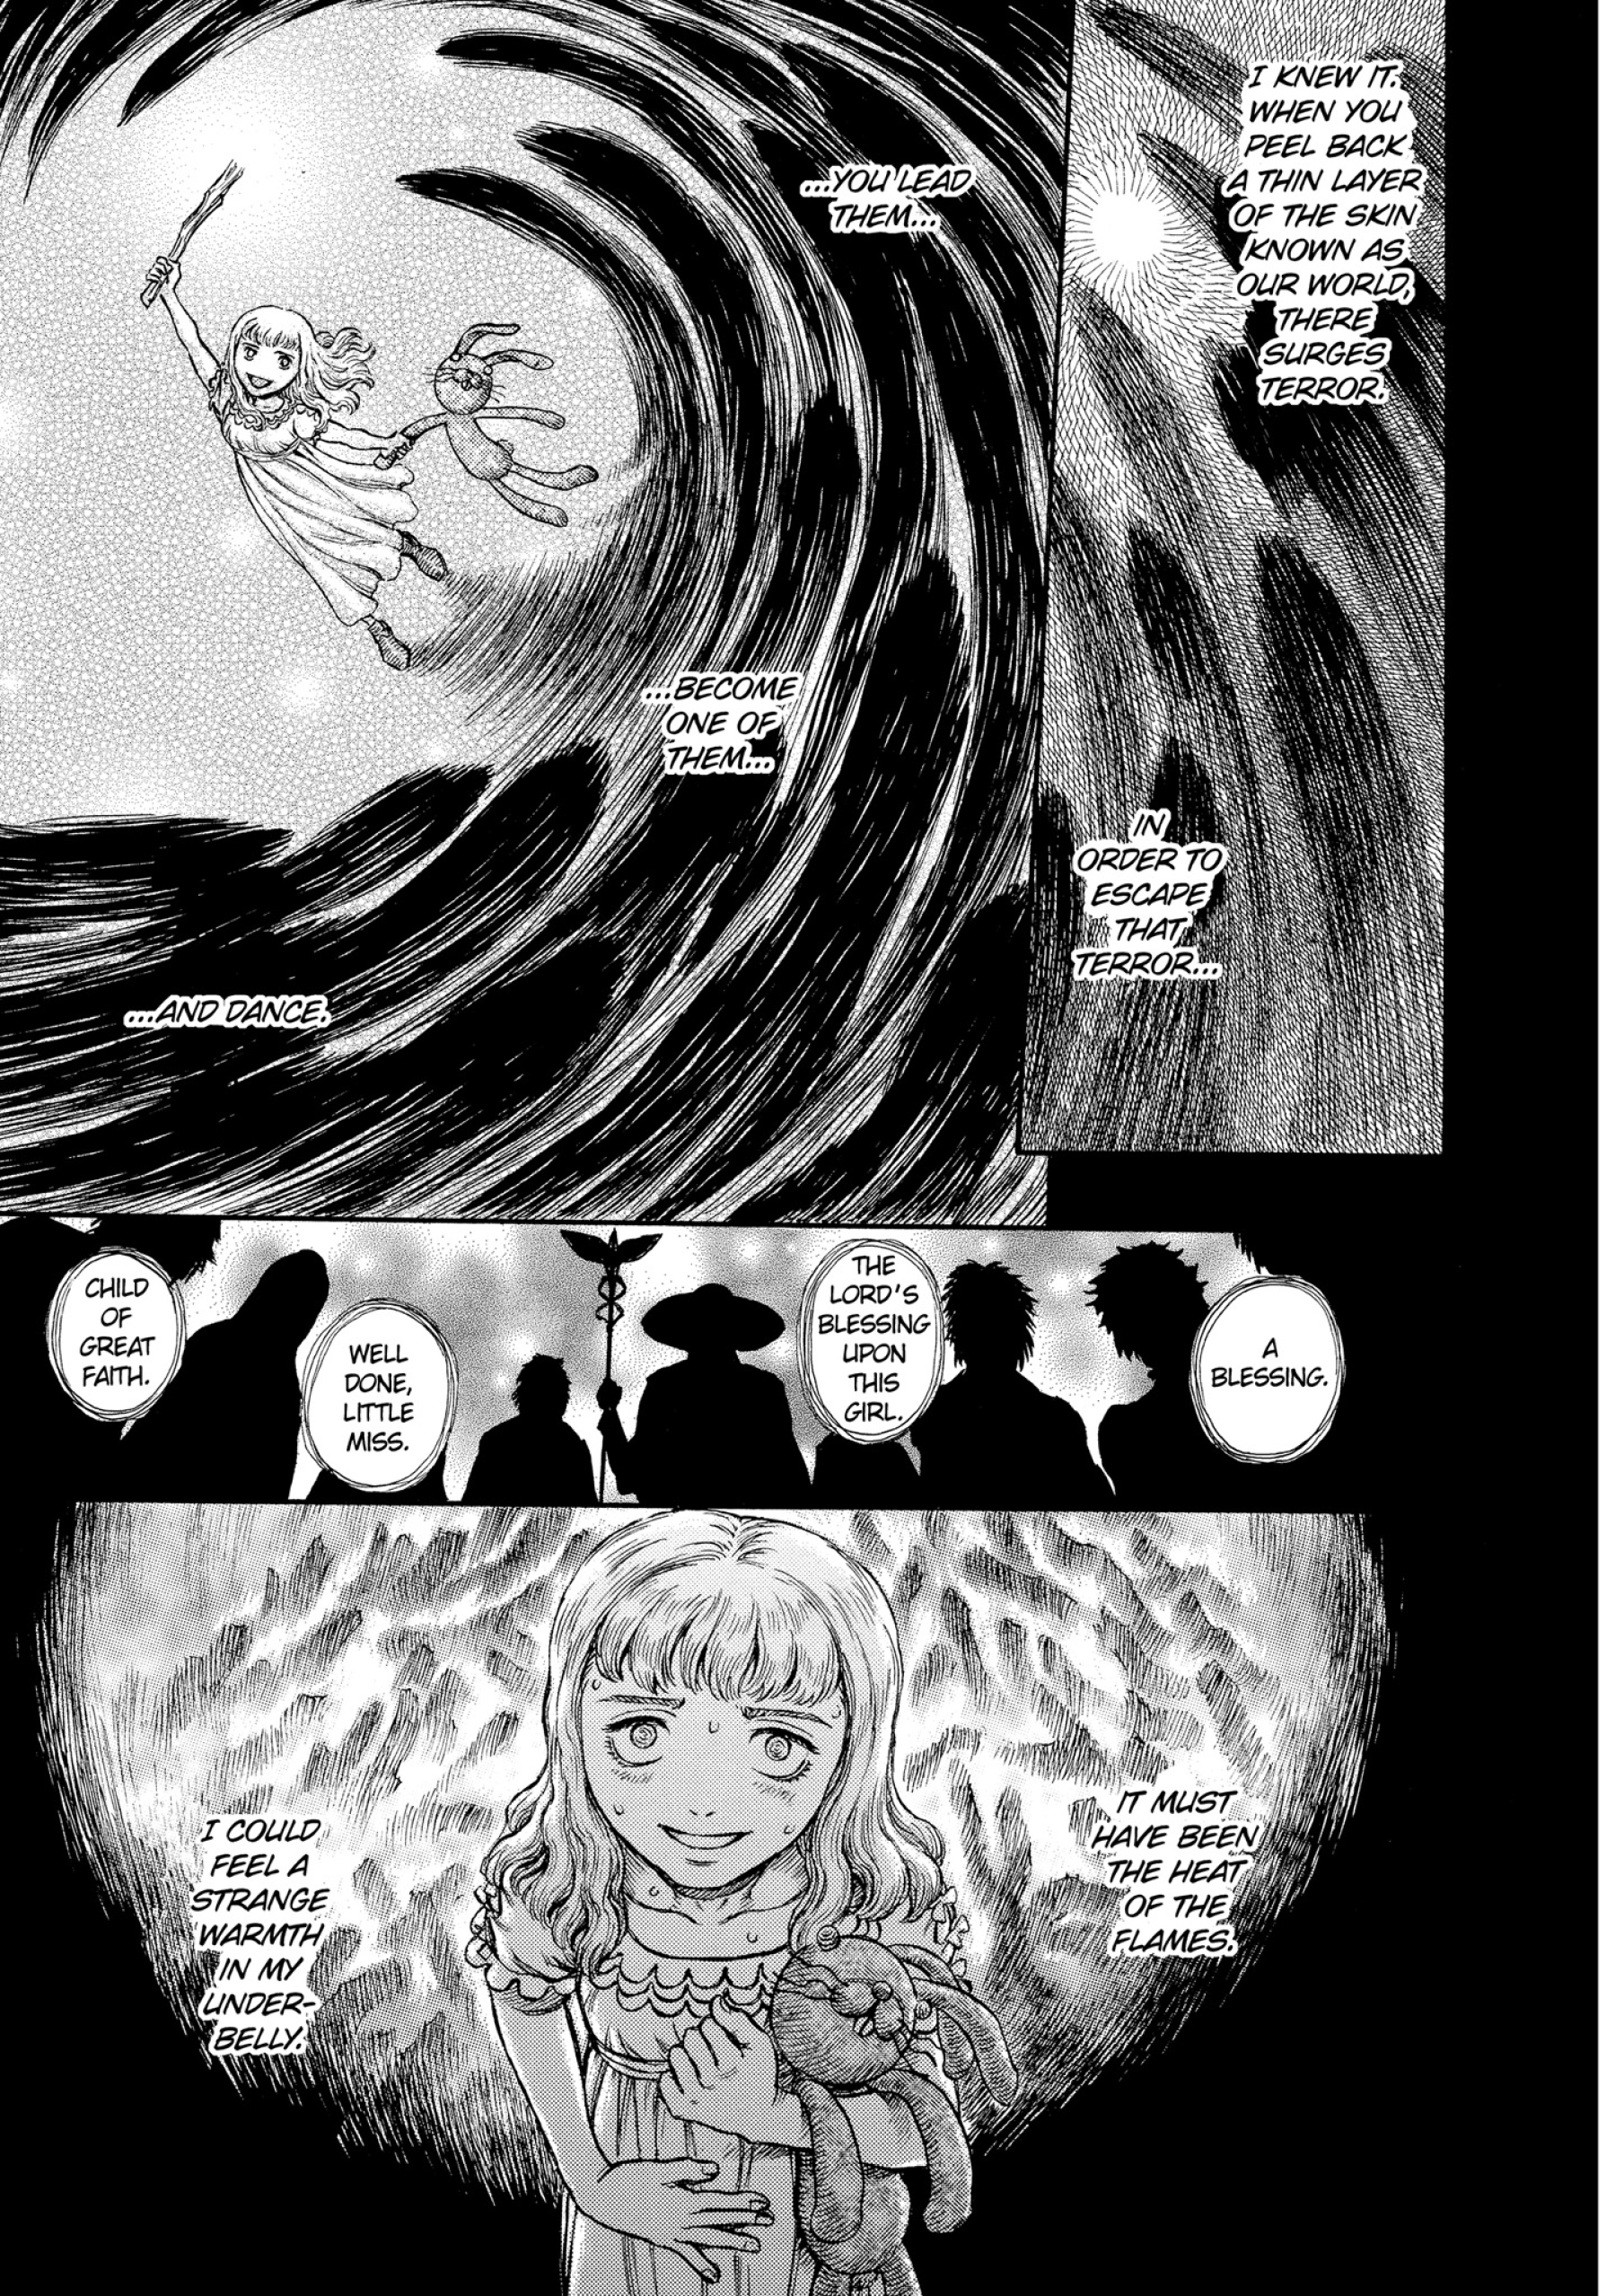 I KNEW IT.
WHEN YOU
PEEL BACK
A THIN LAYER
OF THE SKIN
KNOWN AS
OUR WORLD,
THERE
SURGES
TERROR.
IN
ORDER TO
ESCAPE
THAT
TERROR...
...YOU LEAD
THEM...
...BECOME
ONE OF
THEM...
...AND DANCE.
A
BLESSING.
THE
LORD'S
BLESSING
UPON
THIS
GIRL.
WELL
DONE,
LITTLE
MISS.
CHILD
OF
GREAT
FAITH.
IT MUST
HAVE BEEN
THE HEAT
OF THE
FLAMES.
I COULD
FEEL A
STRANGE
WARMTH
IN MY
UNDER-
BELLY.